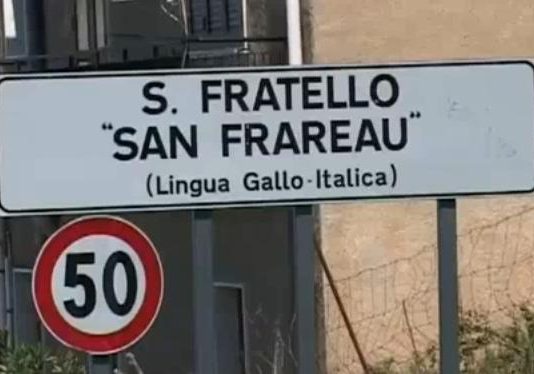 S. FRATELLO
"SAN FRAREAU"
(Lingua Gallo-Italica)
50